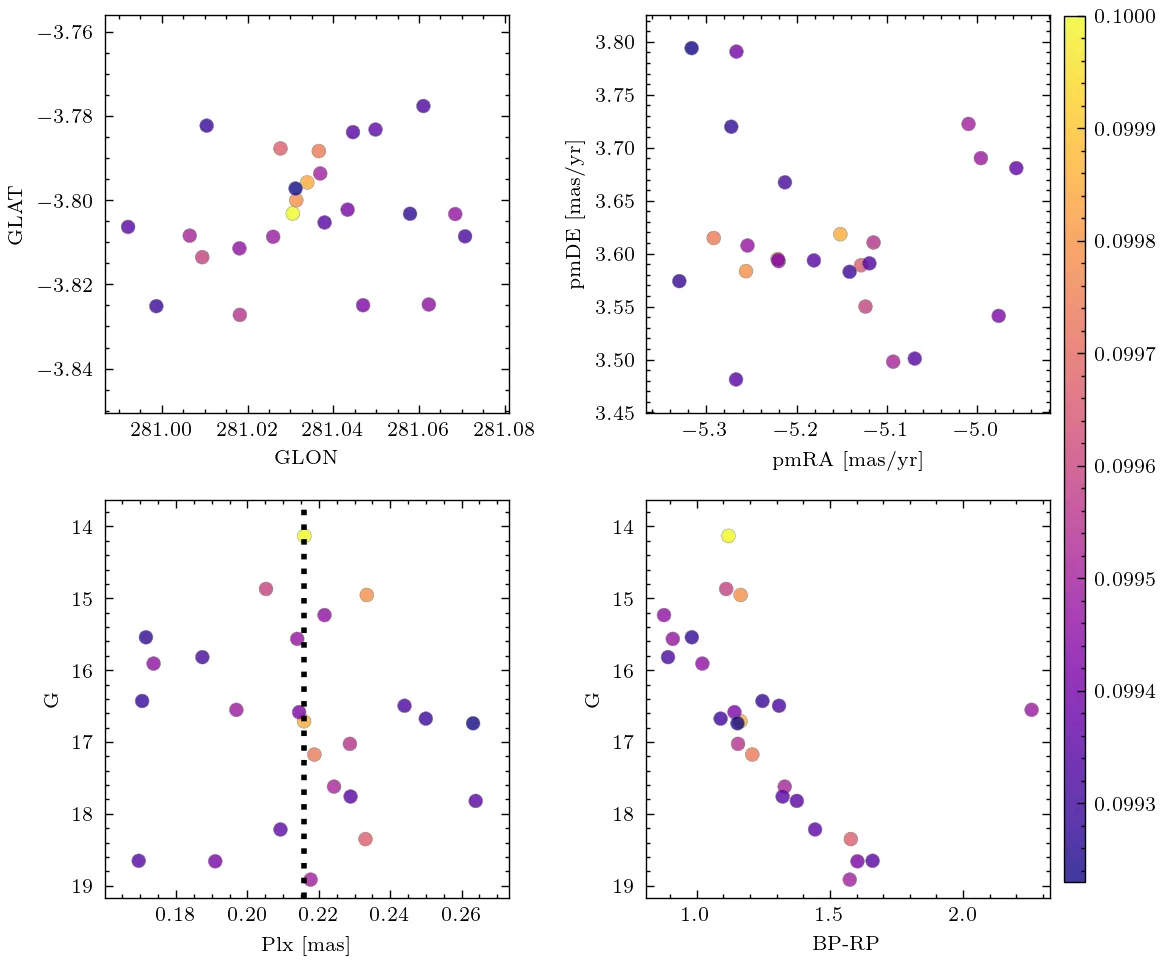 −3.76
−3.78
−3.80
−3.82
−3.84
GLAT
281.00 281.02 281.04 281.06 281.08
GLON
3.80
3.75
3.70
3.65
3.60
3.55
3.50
3.45
pmDE [mas/yr]
−5.3 −5.2 −5.1 −5.0
pmRA [mas/yr]
14
15
16
17
18
19
G
0.18 0.20 0.22 0.24 0.26
Plx [mas]
14
15
16
17
18
19
G
1.0 1.5 2.0
BP-RP
0.1000
0.0999
0.0998
0.0997
0.0996
0.0995
0.0994
0.0993